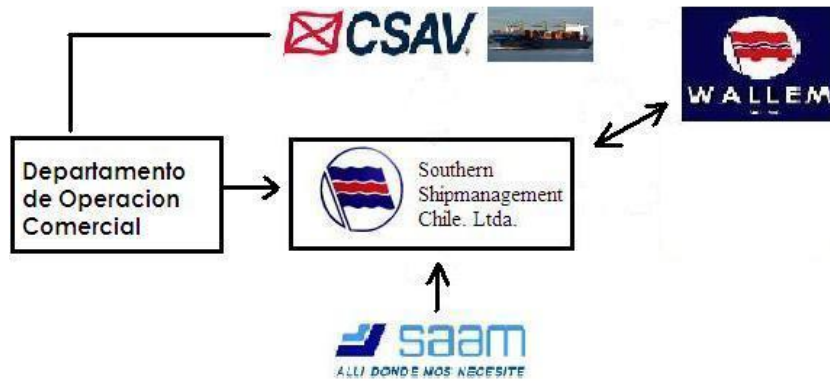 CSAV
WALLEM
Departamento
de Operacion
Comercial
Southern
Shipmanagement
Chile. Ltda.
saam
ALLI DONDE NOS NECESITE